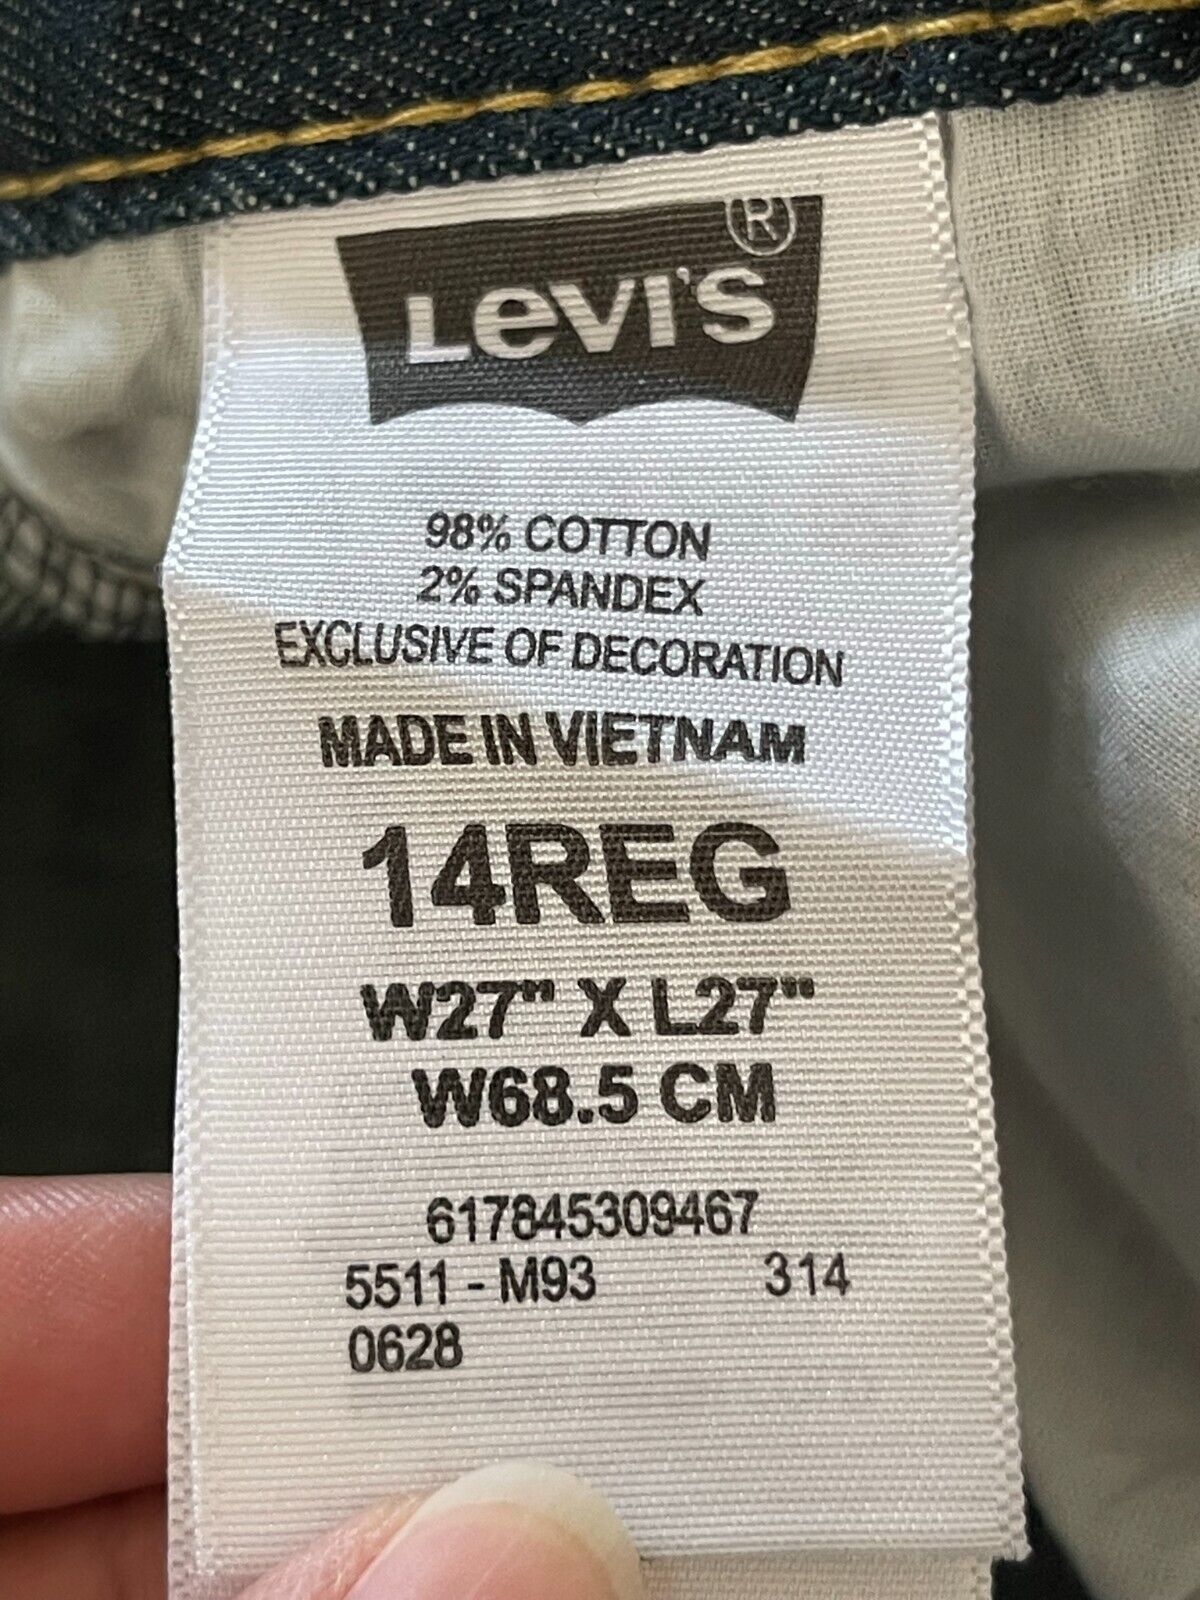 LEVI'S ®
98% COTTON
2% SPANDEX
EXCLUSIVE OF DECORATION
MADE IN VIETNAM
14REG
W27" X L27"
W68.5 CM
617845309467
5511 - M93 314
0628